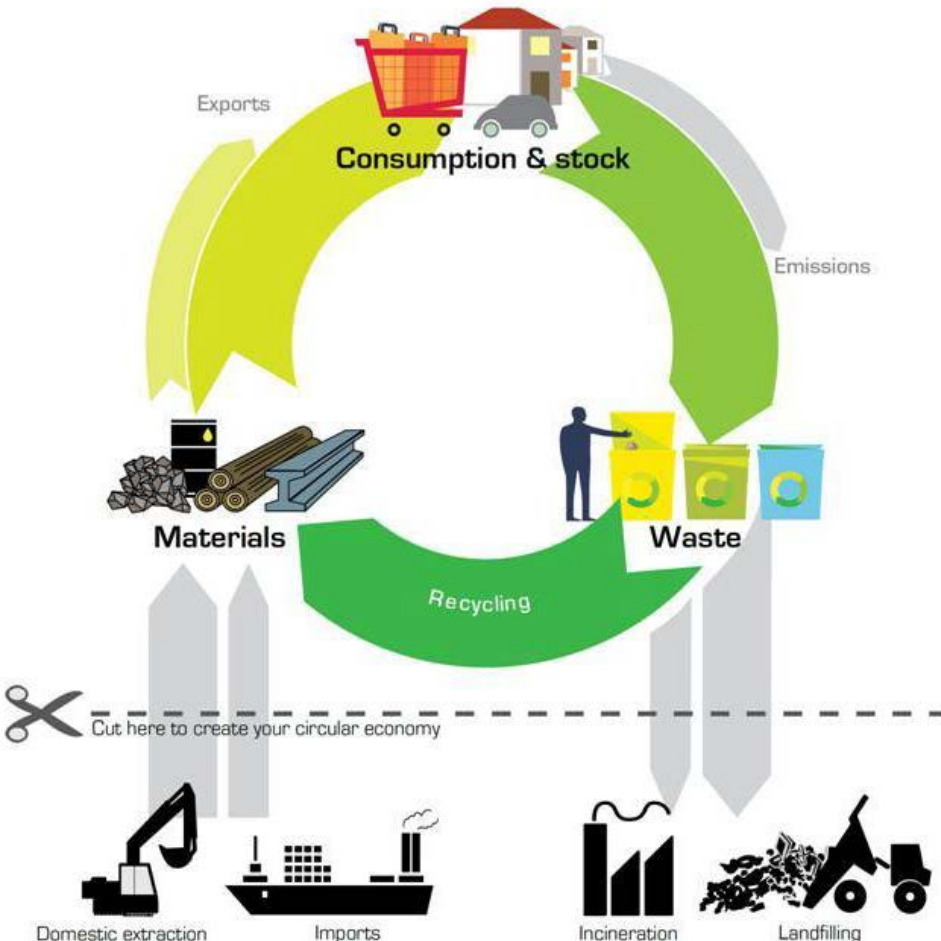 Exports
Consumption & stock
Emissions
Materials
Waste
Recycling
Cut here to create your circular economy
Domestic extraction
Imports
Incineration
Landfilling